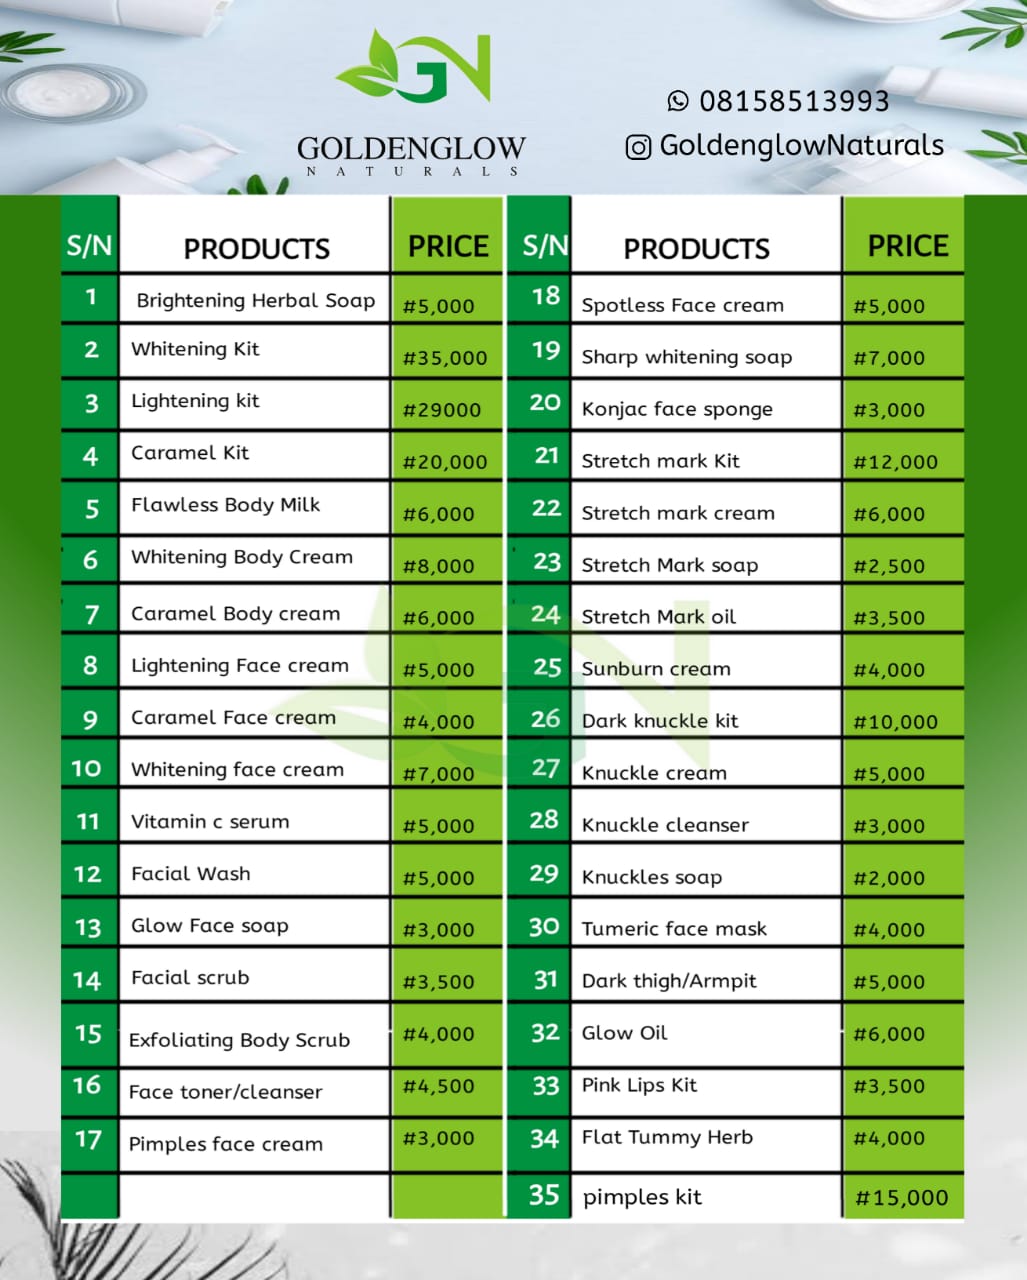 GN
GOLDENGLOW
NATURALS
08158513993
GoldenglowNaturals
S/N PRODUCTS PRICE
1 Brightening Herbal Soap #5,000
2 Whitening Kit #35,000
3 Lightening kit #29000
4 Caramel Kit #20,000
5 Flawless Body Milk #6,000
6 Whitening Body Cream #8,000
7 Caramel Body cream #6,000
8 Lightening Face cream #5,000
9 Caramel Face cream #4,000
10 Whitening face cream #7,000
11 Vitamin c serum #5,000
12 Facial Wash #5,000
13 Glow Face soap #3,000
14 Facial scrub #3,500
15 Exfoliating Body Scrub #4,000
16 Face toner/cleanser #4,500
17 Pimples face cream #3,000
S/N PRODUCTS PRICE
18 Spotless Face cream #5,000
19 Sharp whitening soap #7,000
20 Konjac face sponge #3,000
21 Stretch mark Kit #12,000
22 Stretch mark cream #6,000
23 Stretch Mark soap #2,500
24 Stretch Mark oil #3,500
25 Sunburn cream #4,000
26 Dark knuckle kit #10,000
27 Knuckle cream #5,000
28 Knuckle cleanser #3,000
29 Knuckles soap #2,000
30 Tumeric face mask #4,000
31 Dark thigh/Armpit #5,000
32 Glow Oil #6,000
33 Pink Lips Kit #3,500
34 Flat Tummy Herb #4,000
35 pimples kit #15,000
GN